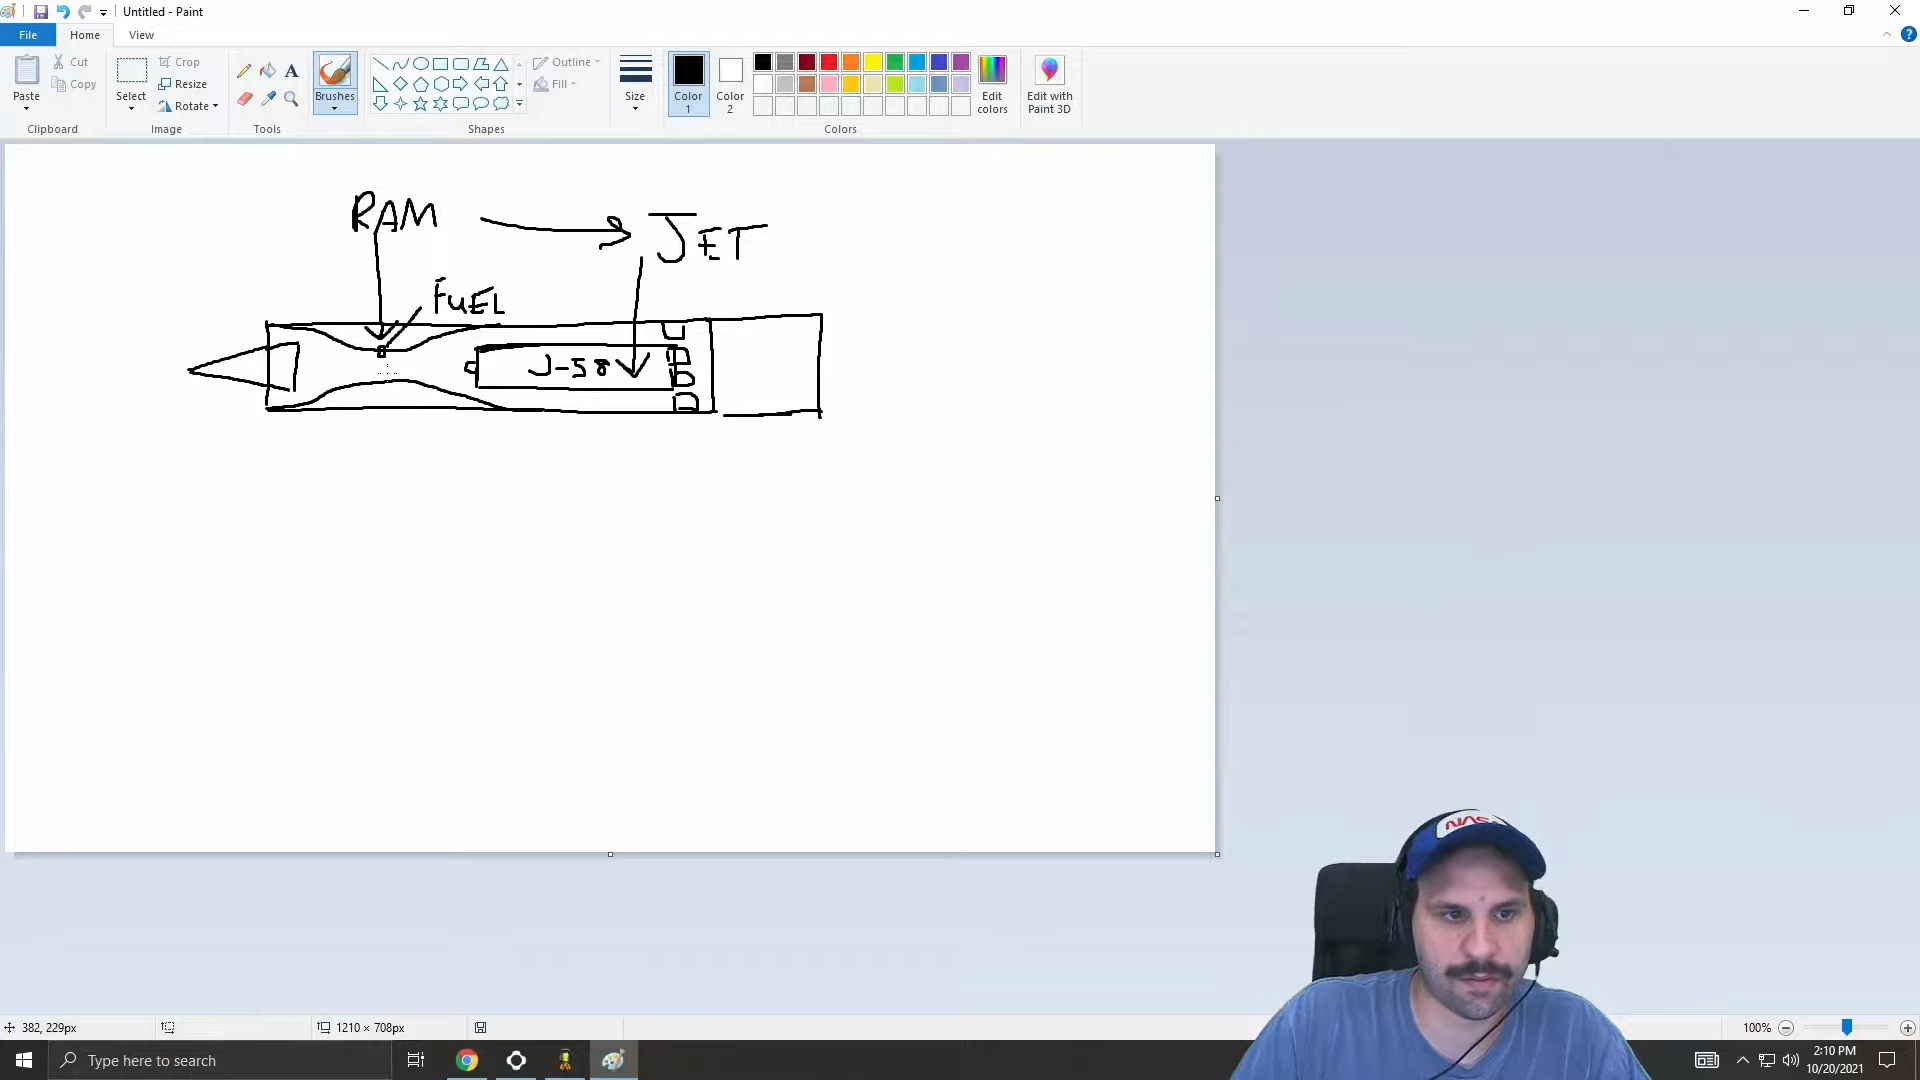 Untitled - Paint
File Home View
Paste
Cut
Copy
Clipboard
Select
Crop
Resize
Rotate
Image
Tools
Brushes
Shapes
Outline
Fill
Size
Color 1
Color 2
Edit colors
Edit with Paint 3D
Colors
RAM
JET
FUEL
J-58
NASA
382, 229px
1210 × 708px
100%
Type here to search
2:10 PM
10/20/2021